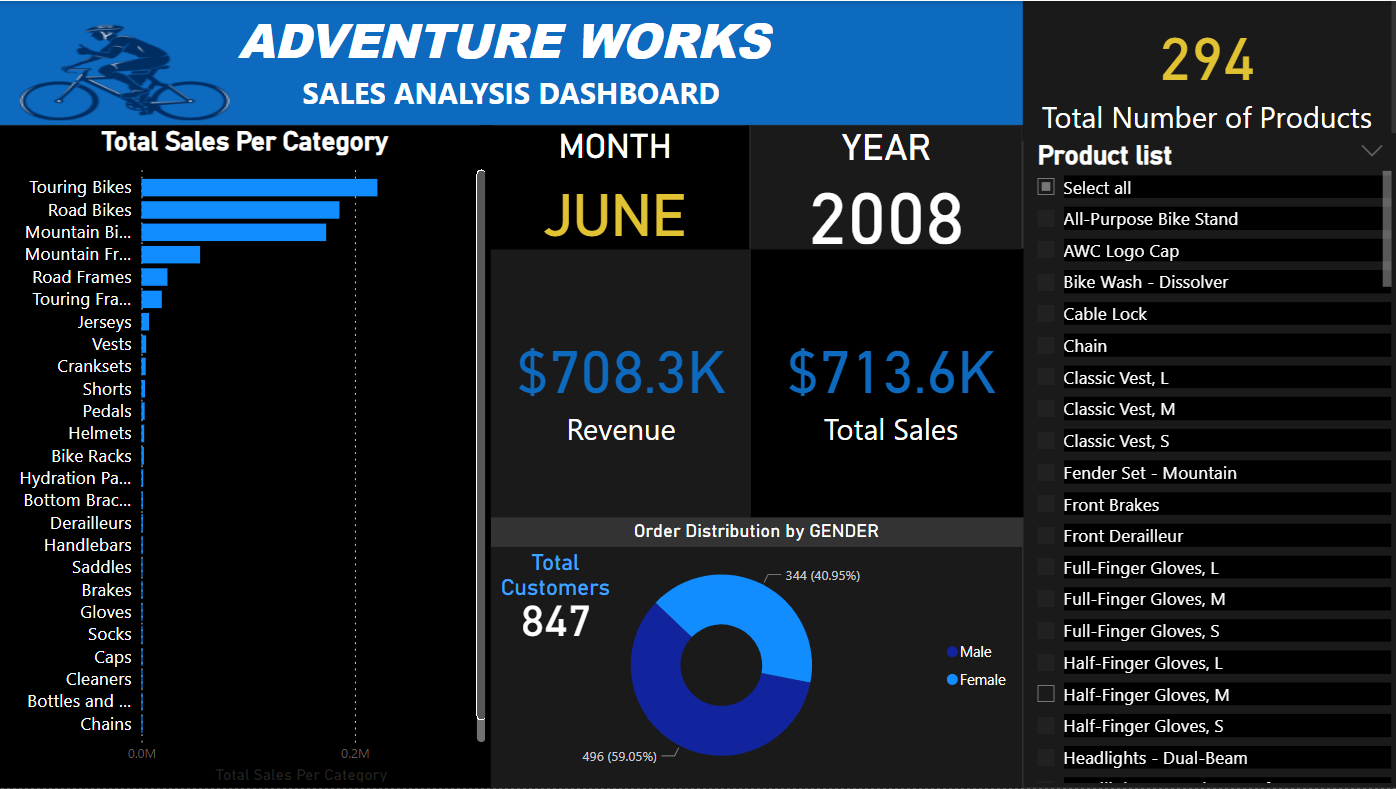 ADVENTURE WORKS
SALES ANALYSIS DASHBOARD
294
Total Number of Products
Total Sales Per Category
Touring Bikes
Road Bikes
Mountain Bi...
Mountain Fr...
Road Frames
Touring Fra...
Jerseys
Vests
Cranksets
Shorts
Pedals
Helmets
Bike Racks
Hydration Pa...
Bottom Brac...
Derailleurs
Handlebars
Saddles
Brakes
Gloves
Socks
Caps
Cleaners
Bottles and ...
Chains
0.0M
0.2M
Total Sales Per Category
MONTH
JUNE
YEAR
2008
$708.3K
Revenue
$713.6K
Total Sales
Order Distribution by GENDER
Total
Customers
847
344 (40.95%)
496 (59.05%)
Male
Female
Product list
Select all
All-Purpose Bike Stand
AWC Logo Cap
Bike Wash - Dissolver
Cable Lock
Chain
Classic Vest, L
Classic Vest, M
Classic Vest, S
Fender Set - Mountain
Front Brakes
Front Derailleur
Full-Finger Gloves, L
Full-Finger Gloves, M
Full-Finger Gloves, S
Half-Finger Gloves, L
Half-Finger Gloves, M
Half-Finger Gloves, S
Headlights - Dual-Beam